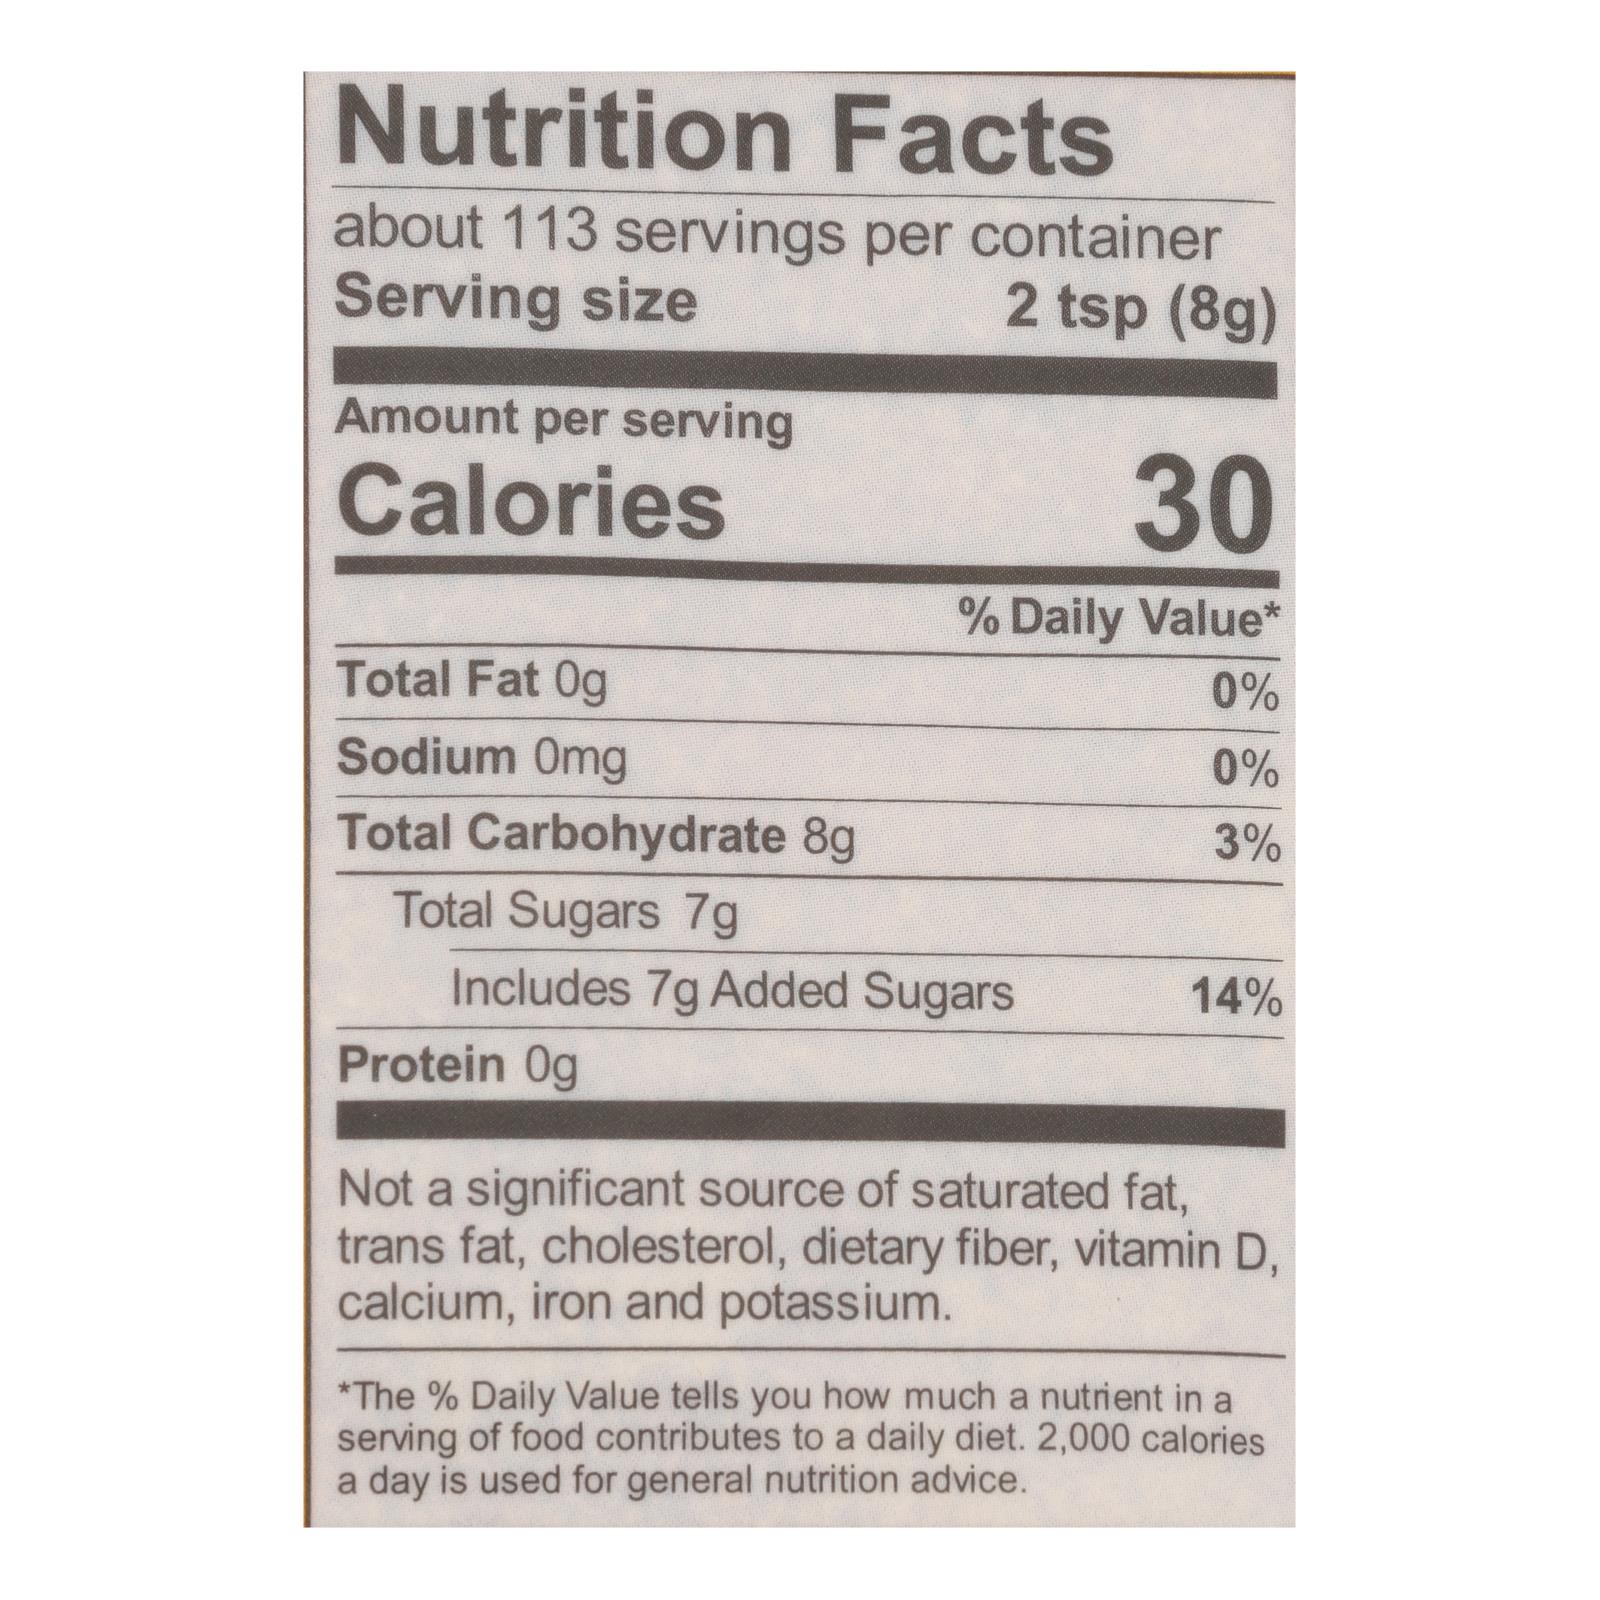 Nutrition Facts
about 113 servings per container
Serving size 2 tsp (8g)
Amount per serving
Calories 30
% Daily Value*
Total Fat 0g 0%
Sodium 0mg 0%
Total Carbohydrate 8g 3%
Total Sugars 7g
Includes 7g Added Sugars 14%
Protein 0g
Not a significant source of saturated fat,
trans fat, cholesterol, dietary fiber, vitamin D,
calcium, iron and potassium.
*The % Daily Value tells you how much a nutrient in a
serving of food contributes to a daily diet. 2,000 calories
a day is used for general nutrition advice.